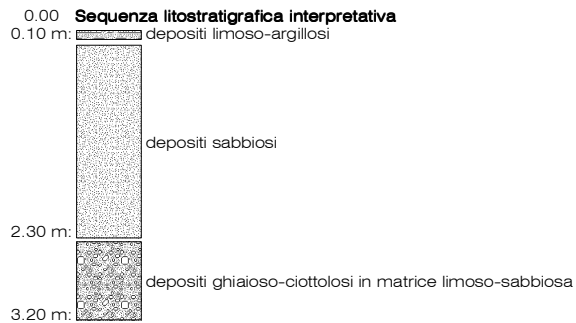 0.00 Sequenza litostratigrafica interpretativa
0.10 m: depositi limoso-argillosi
depositi sabbiosi
2.30 m:
depositi ghiaioso-ciottolosi in matrice limoso-sabbiosa
3.20 m: